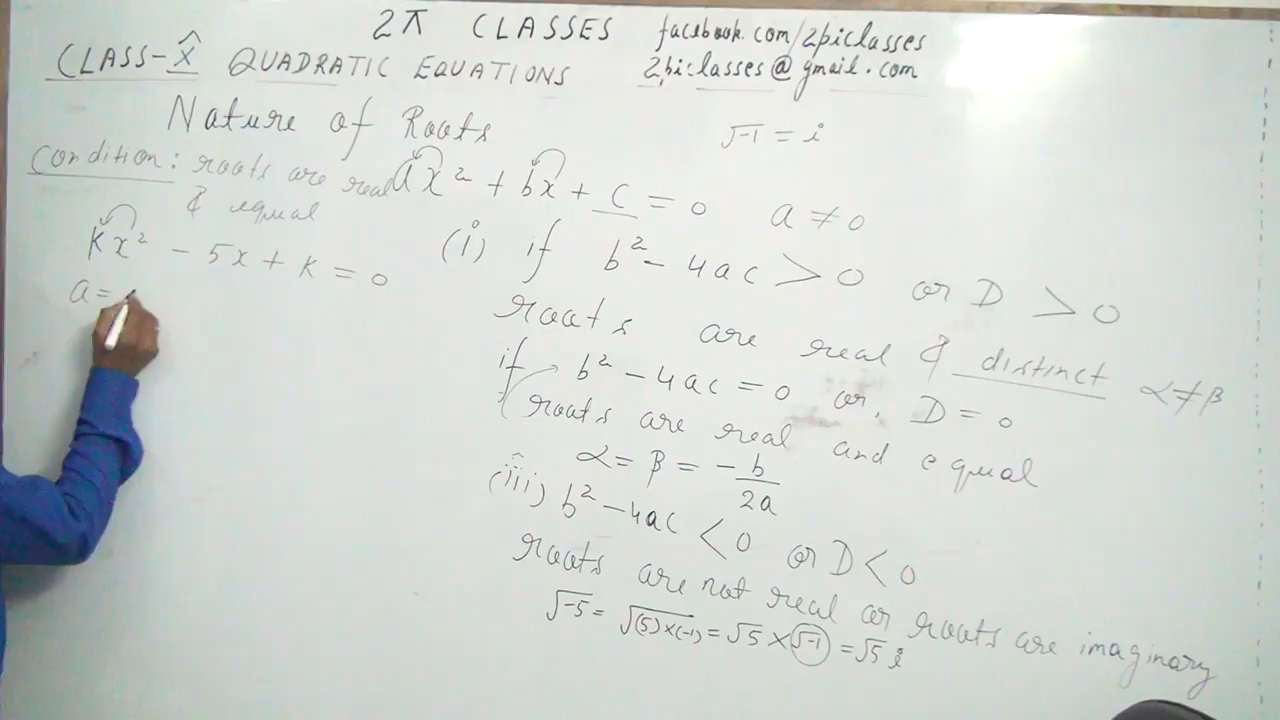 2π CLASSES facebook.com/2piclasses
CLASS-X QUADRATIC EQUATIONS 2piclasses@gmail.com
Nature of Roots √-1 = i
Condition: roots are real
& equal
ax² + bx + c = 0 a ≠ 0
Kx² - 5x + K = 0
a =
(i) if b² - 4ac > 0 or D > 0
roots are real & distinct α≠β
if b² - 4ac = 0 or, D = 0
roots are real and equal
α = β = -b/2a
(iii) b² - 4ac < 0 or D < 0
roots are not real or roots are imaginary
√-5 = √(5)×(-1) = √5 × √-1 = √5 i